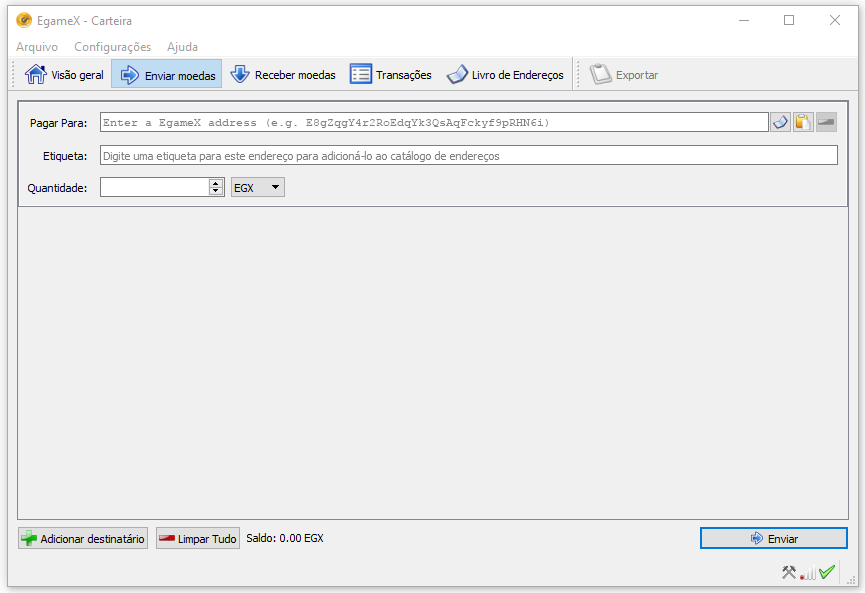 EgameX - Carteira
Arquivo Configurações Ajuda
Visão geral Enviar moedas Receber moedas Transações Livro de Endereços Exportar
Pagar Para: Enter a EgameX address (e.g. E8gZqgY4r2RoEdqYk3QsAqFckyf9pRHN6i)
Etiqueta: Digite uma etiqueta para este endereço para adicioná-lo ao catálogo de endereços
Quantidade: EGX
Adicionar destinatário Limpar Tudo Saldo: 0.00 EGX Enviar